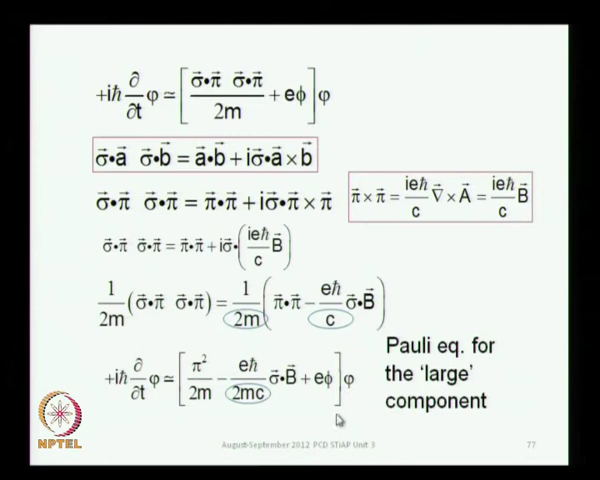 +iħ ∂/∂t φ ≃ [σ⃗•π⃗ σ⃗•π⃗ / 2m + eϕ] φ
σ⃗•a⃗ σ⃗•b⃗ = a⃗•b⃗ + iσ⃗•a⃗ × b⃗
σ⃗•π⃗ σ⃗•π⃗ = π⃗•π⃗ + iσ⃗•π⃗ × π⃗
π⃗ × π⃗ = ieħ/c ∇⃗ × A⃗ = ieħ/c B⃗
σ⃗•π⃗ σ⃗•π⃗ = π⃗•π⃗ + iσ⃗•(ieħ/c B⃗)
1/2m (σ⃗•π⃗ σ⃗•π⃗) = 1/2m (π⃗•π⃗ − eħ/c σ⃗•B⃗)
+iħ ∂/∂t φ ≃ [π²/2m − eħ/2mc σ⃗•B⃗ + eϕ] φ
Pauli eq. for
the 'large'
component
NPTEL
August-September 2012 PCD STiAP Unit 3
77